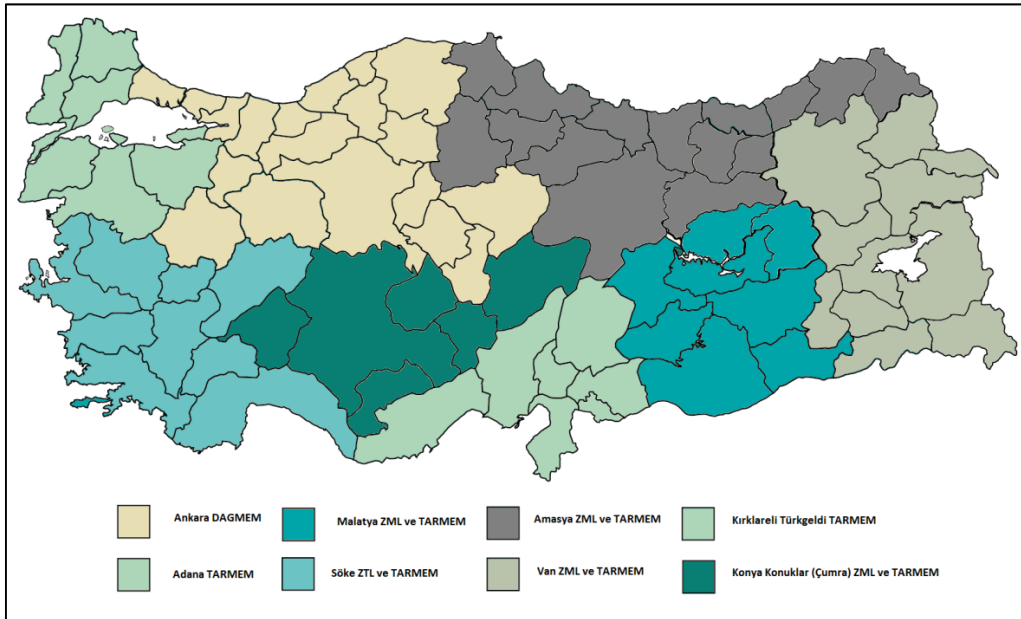 Ankara DAGMEM
Malatya ZML ve TARMEM
Amasya ZML ve TARMEM
Kırklareli Türkgeldi TARMEM
Adana TARMEM
Söke ZTL ve TARMEM
Van ZML ve TARMEM
Konya Konuklar (Çumra) ZML ve TARMEM